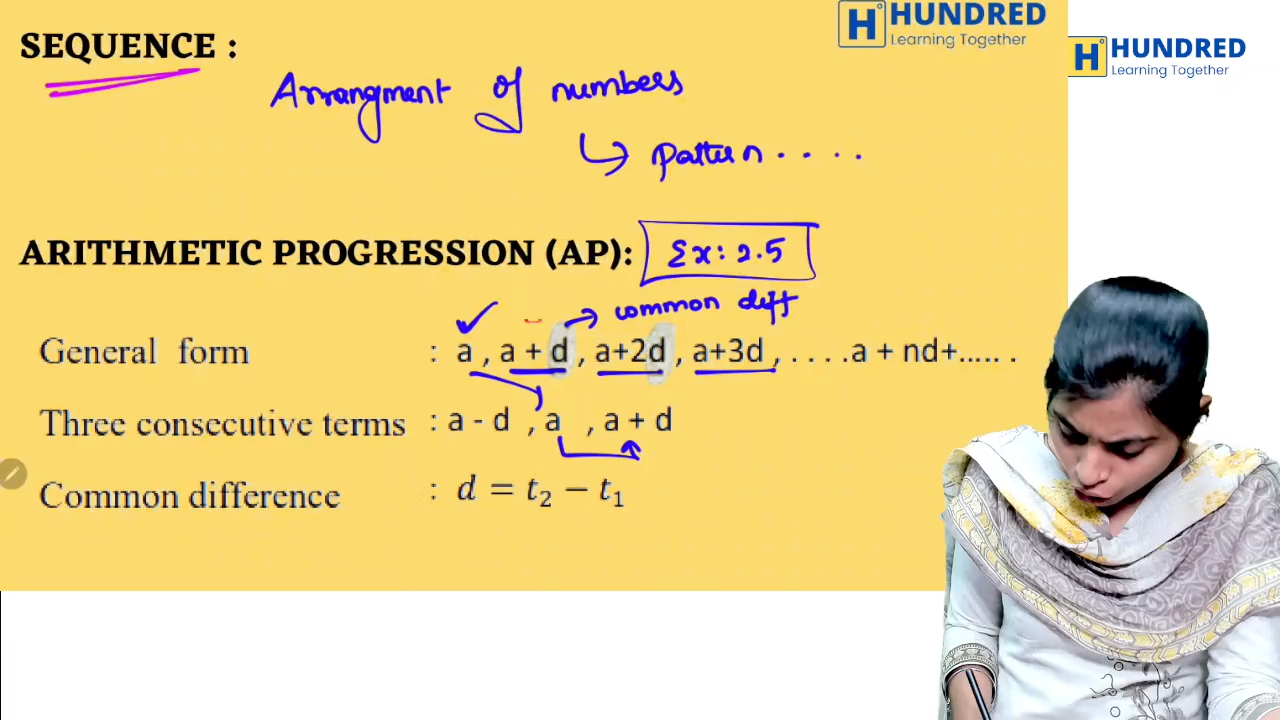 HUNDRED
Learning Together
HUNDRED
Learning Together
SEQUENCE :
Arrangment of numbers
pattern ....
ARITHMETIC PROGRESSION (AP): Ex: 2.5
common diff
General form : a , a + d , a+2d , a+3d , . . . . a + nd+..... .
Three consecutive terms : a - d , a , a + d
Common difference : d = t₂ − t₁